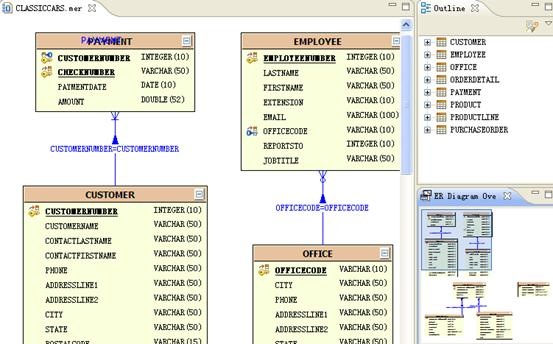 CLASSICCARS.mer
PAYMENT
PAYMENT
CUSTOMERNUMBER INTEGER(10)
CHECKNUMBER VARCHAR(50)
PAYMENTDATE DATE(10)
AMOUNT DOUBLE(52)
CUSTOMERNUMBER=CUSTOMERNUMBER
CUSTOMER
CUSTOMERNUMBER INTEGER(10)
CUSTOMERNAME VARCHAR(50)
CONTACTLASTNAME VARCHAR(50)
CONTACTFIRSTNAME VARCHAR(50)
PHONE VARCHAR(50)
ADDRESSLINE1 VARCHAR(50)
ADDRESSLINE2 VARCHAR(50)
CITY VARCHAR(50)
STATE VARCHAR(50)
POSTALCODE VARCHAR(15)
EMPLOYEE
EMPLOYEENUMBER INTEGER(10)
LASTNAME VARCHAR(50)
FIRSTNAME VARCHAR(50)
EXTENSION VARCHAR(10)
EMAIL VARCHAR(100)
OFFICECODE VARCHAR(10)
REPORTSTO INTEGER(10)
JOBTITLE VARCHAR(50)
OFFICECODE=OFFICECODE
OFFICE
OFFICECODE VARCHAR(10)
CITY VARCHAR(50)
PHONE VARCHAR(50)
ADDRESSLINE1 VARCHAR(50)
ADDRESSLINE2 VARCHAR(50)
STATE VARCHAR(50)
Outline
CUSTOMER
EMPLOYEE
OFFICE
ORDERDETAIL
PAYMENT
PRODUCT
PRODUCTLINE
PURCHASEORDER
ER Diagram Ove